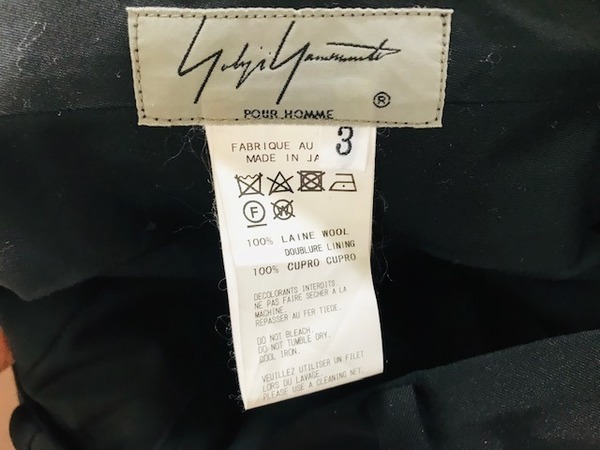 Yohji Yamamoto
®
POUR HOMME
3
FABRIQUE AU
MADE IN JA
F
W
100% LAINE WOOL
DOUBLURE LINING
100% CUPRO CUPRO
DECOLORANTS INTERDITS.
NE PAS FAIRE SECHER A LA
MACHINE.
REPASSER AU FER TIEDE.
DO NOT BLEACH.
DO NOT TUMBLE DRY.
COOL IRON.
VEUILLEZ UTILISER UN FILET
LORS DU LAVAGE.
PLEASE USE A CLEANING NET.